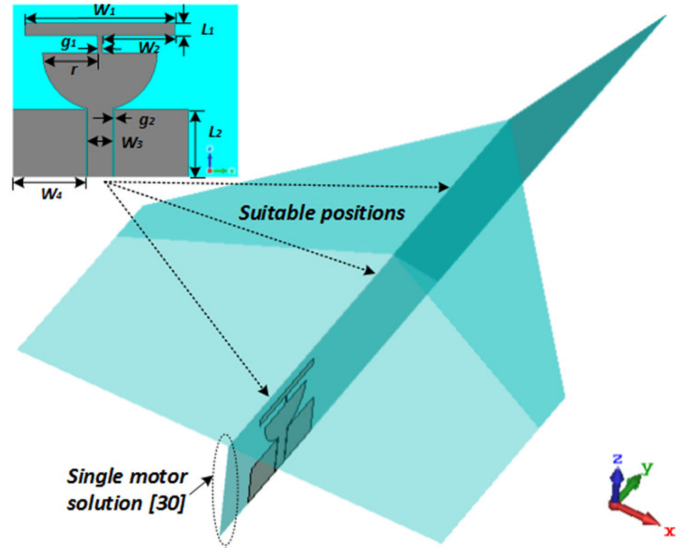 W₁
L₁
g₁
W₂
r
g₂
W₃
L₂
W₄
Suitable positions
Single motor
solution [30]
z
y
x